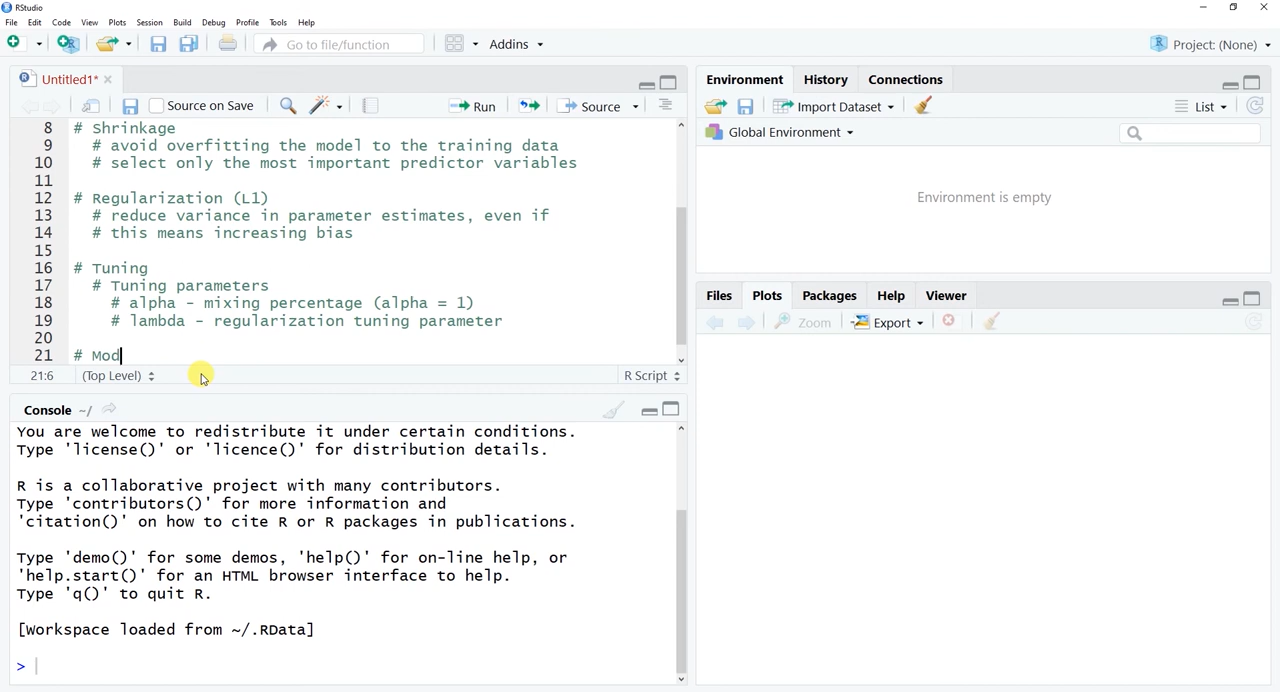 RStudio
File Edit Code View Plots Session Build Debug Profile Tools Help
Go to file/function Addins Project: (None)
Untitled1*
Source on Save Run Source
8 # Shrinkage
9 # avoid overfitting the model to the training data
10 # select only the most important predictor variables
11
12 # Regularization (L1)
13 # reduce variance in parameter estimates, even if
14 # this means increasing bias
15
16 # Tuning
17 # Tuning parameters
18 # alpha - mixing percentage (alpha = 1)
19 # lambda - regularization tuning parameter
20
21 # Mod
21:6 (Top Level) R Script
Console ~/
You are welcome to redistribute it under certain conditions.
Type 'license()' or 'licence()' for distribution details.
R is a collaborative project with many contributors.
Type 'contributors()' for more information and
'citation()' on how to cite R or R packages in publications.
Type 'demo()' for some demos, 'help()' for on-line help, or
'help.start()' for an HTML browser interface to help.
Type 'q()' to quit R.
[Workspace loaded from ~/.RData]
>
Environment History Connections
Import Dataset List
Global Environment
Environment is empty
Files Plots Packages Help Viewer
Zoom Export